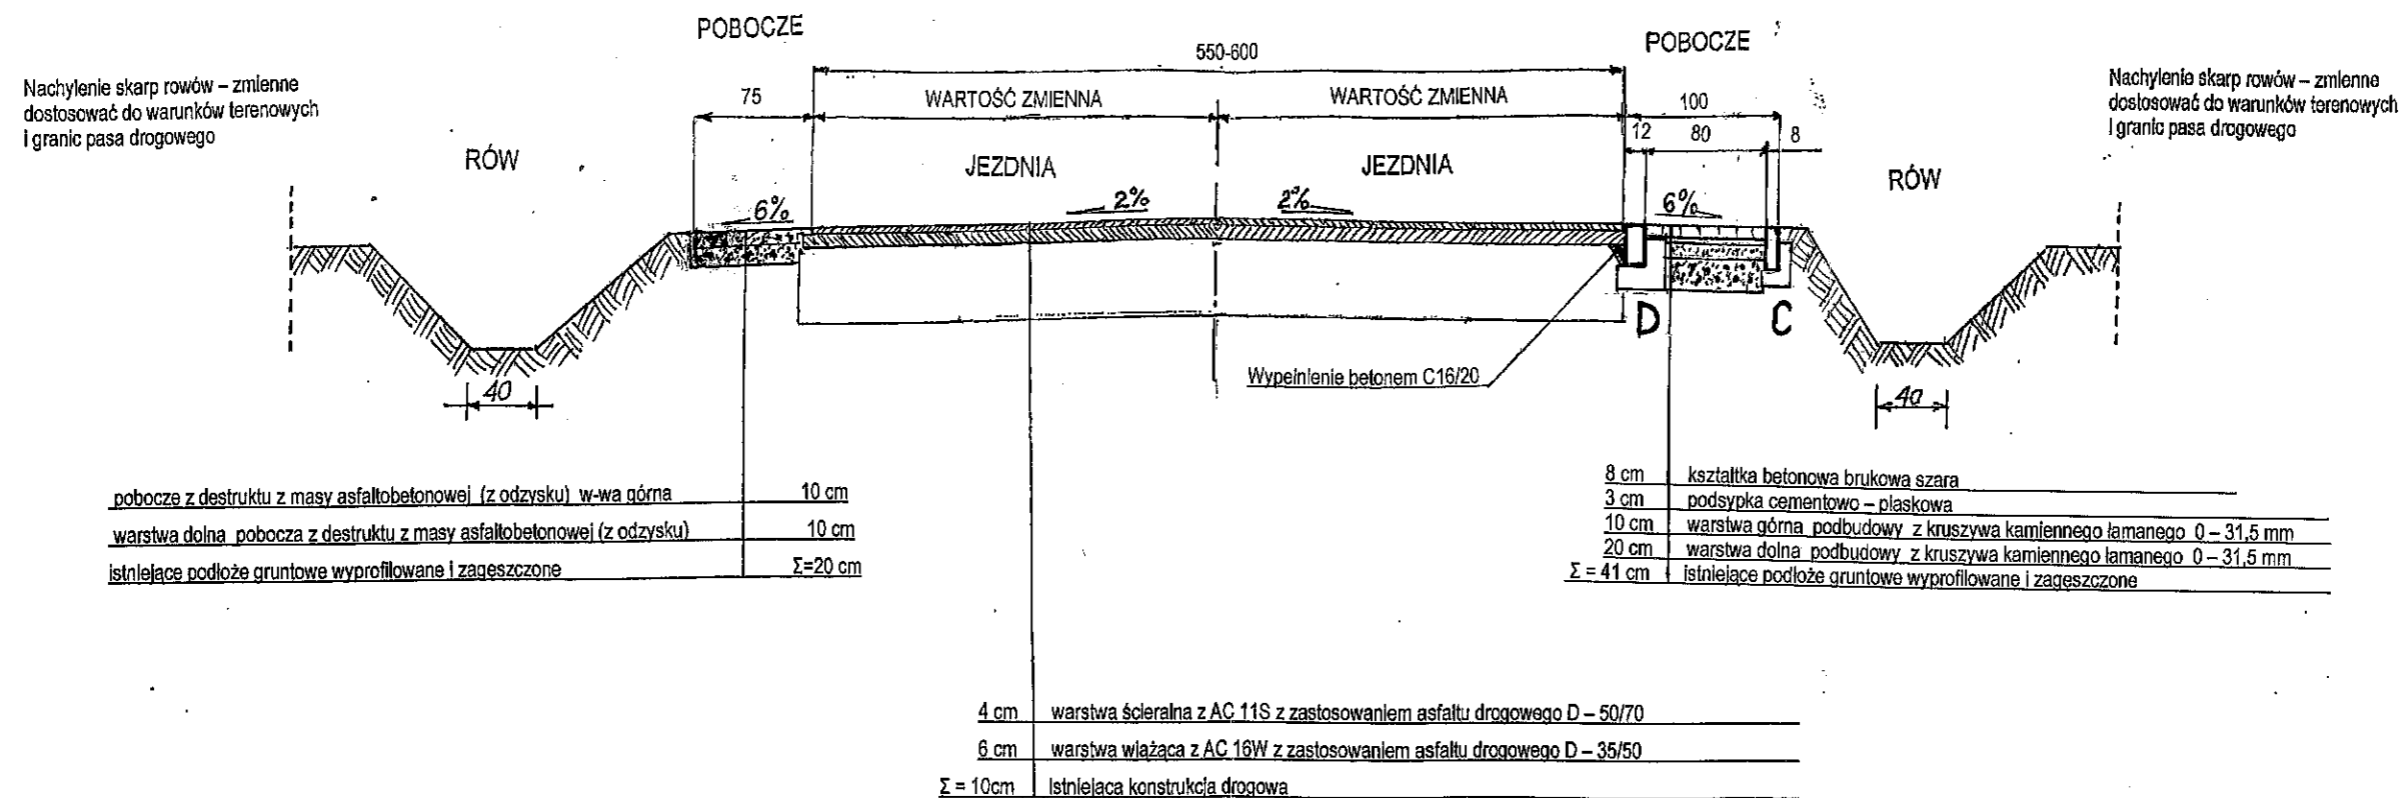 POBOCZE
550-600
POBOCZE
Nachylenie skarp rowów – zmienne
dostosować do warunków terenowych
i granic pasa drogowego
75
WARTOŚĆ ZMIENNA
WARTOŚĆ ZMIENNA
100
Nachylenie skarp rowów – zmienne
dostosować do warunków terenowych
i granic pasa drogowego
12
80
8
RÓW
JEZDNIA
JEZDNIA
RÓW
6%
2%
2%
6%
D
C
Wypełnienie betonem C16/20
40
40
pobocze z destruktu z masy asfaltobetonowej (z odzysku) w-wa górna 10 cm
warstwa dolna pobocza z destruktu z masy asfaltobetonowej (z odzysku) 10 cm
istniejące podłoże gruntowe wyprofilowane i zagęszczone Σ=20 cm
8 cm kształtka betonowa brukowa szara
3 cm podsypka cementowo – piaskowa
10 cm warstwa górna podbudowy z kruszywa kamiennego łamanego 0 – 31,5 mm
20 cm warstwa dolna podbudowy z kruszywa kamiennego łamanego 0 – 31,5 mm
Σ = 41 cm istniejące podłoże gruntowe wyprofilowane i zagęszczone
4 cm warstwa ścieralna z AC 11S z zastosowaniem asfaltu drogowego D – 50/70
6 cm warstwa wiążąca z AC 16W z zastosowaniem asfaltu drogowego D – 35/50
Σ = 10cm istniejąca konstrukcja drogowa